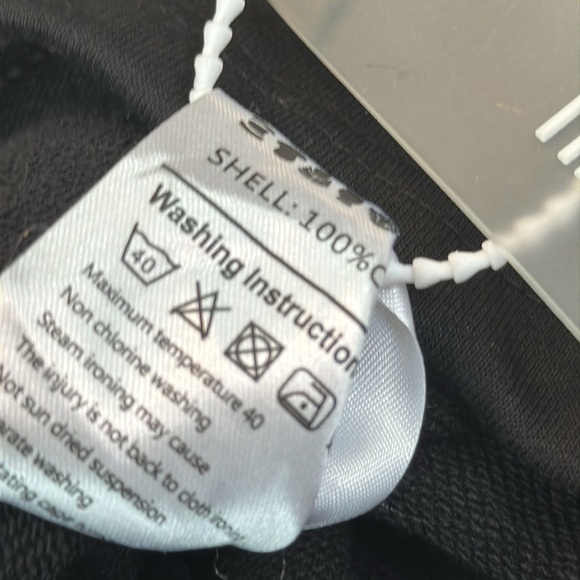 SHELL: 100%C
Washing Instruction
40
Maximum temperature 40
Non chlorine washing
Steam ironing may cause
The injury is not back to cloth
Not sun dried suspension
arate washing